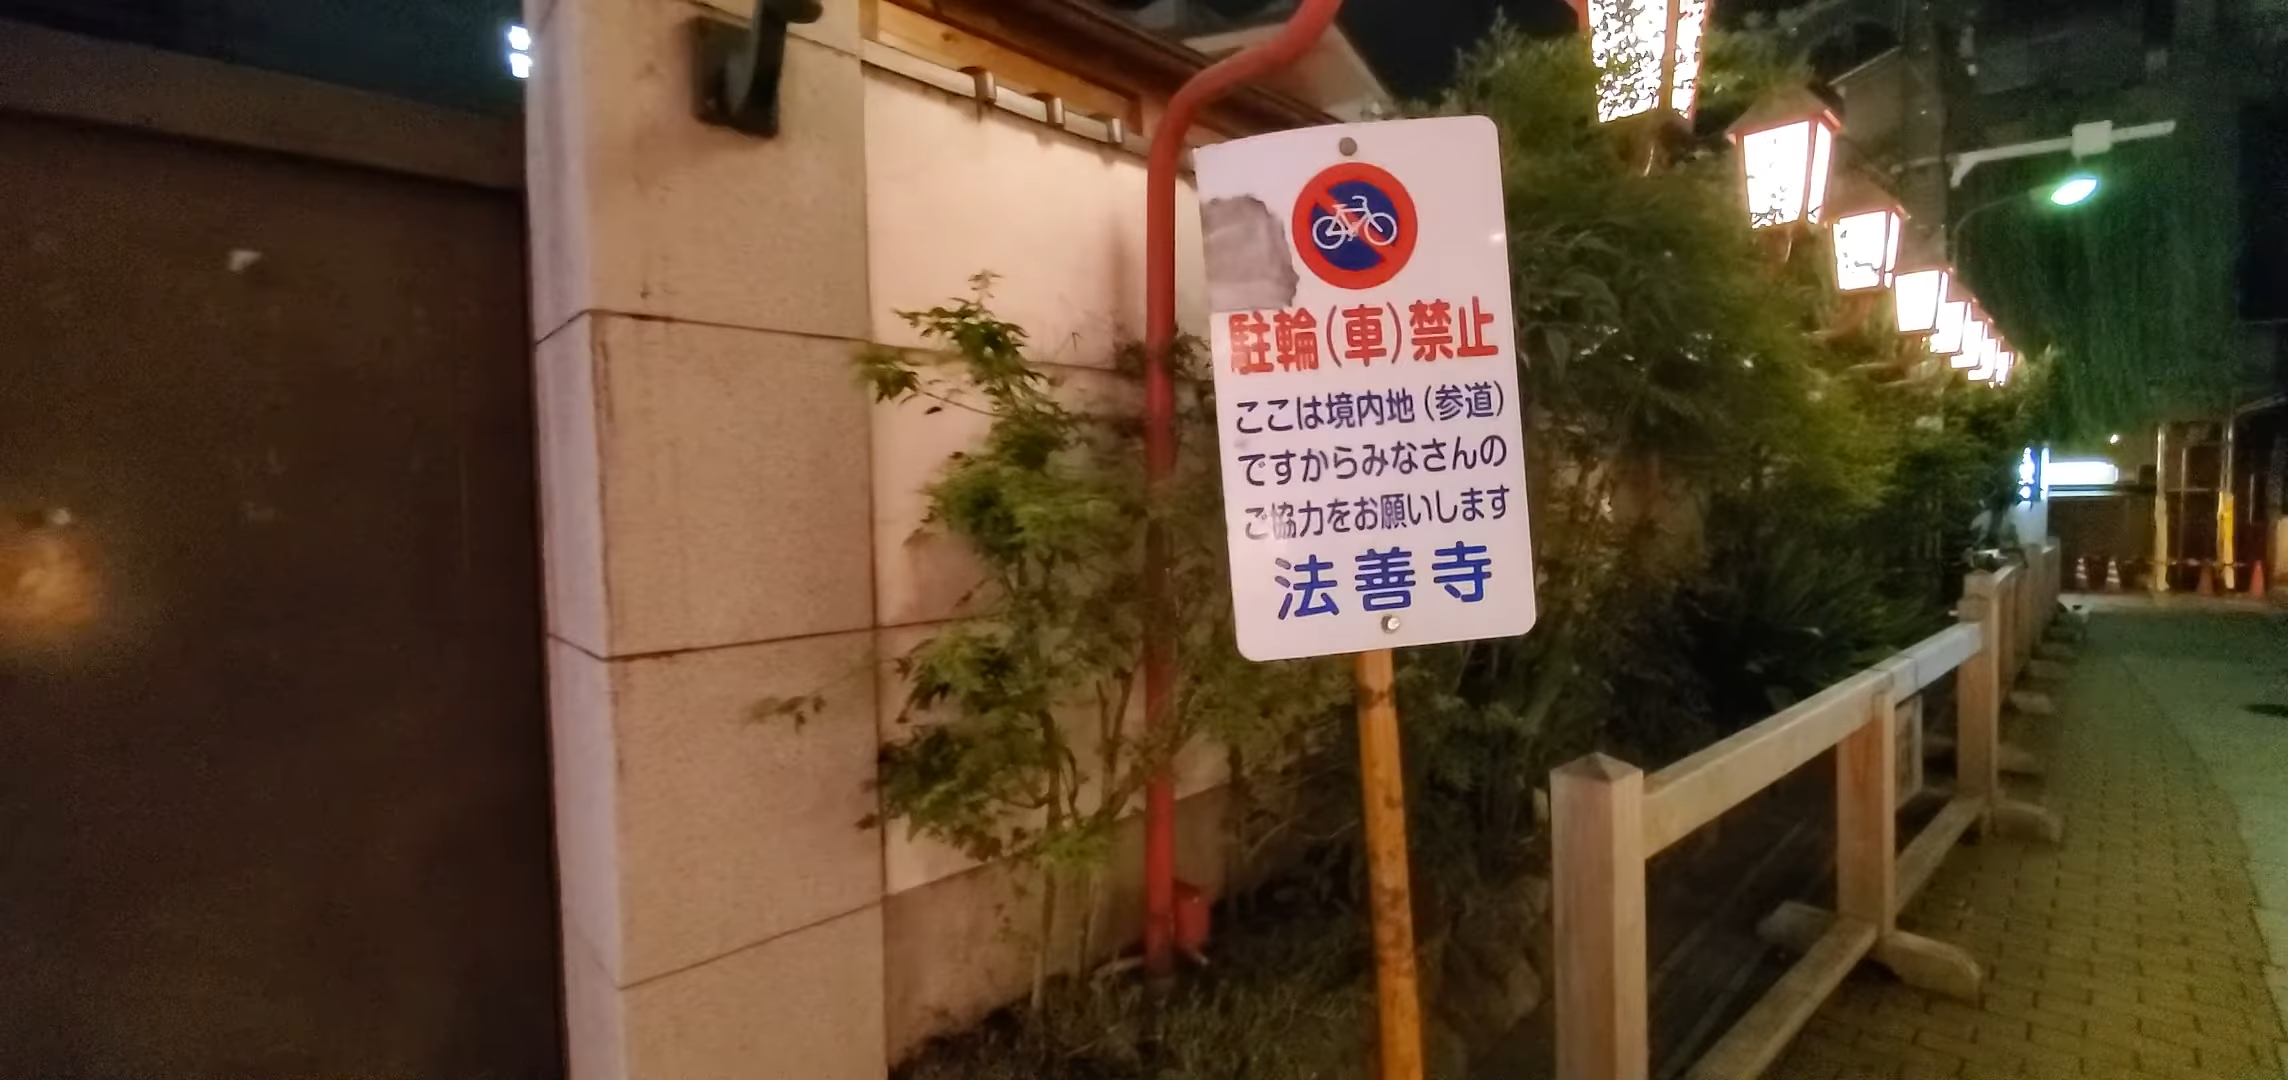 駐輪(車)禁止
ここは境内地(参道)
ですからみなさんの
ご協力をお願いします
法善寺